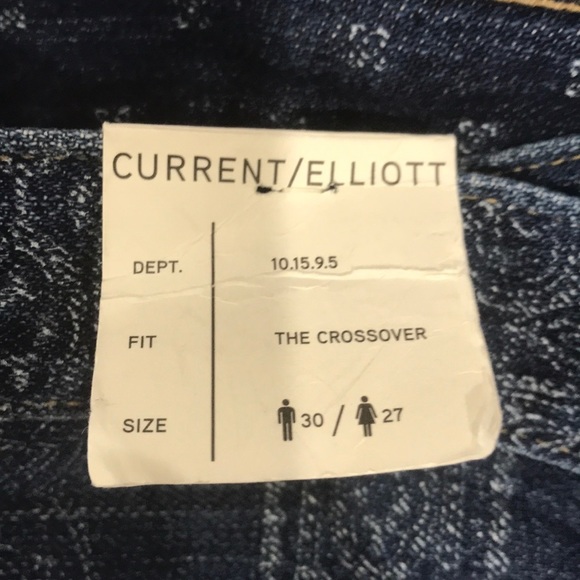 CURRENT/ELLIOTT
DEPT. 10.15.9.5
FIT THE CROSSOVER
SIZE 30 / 27